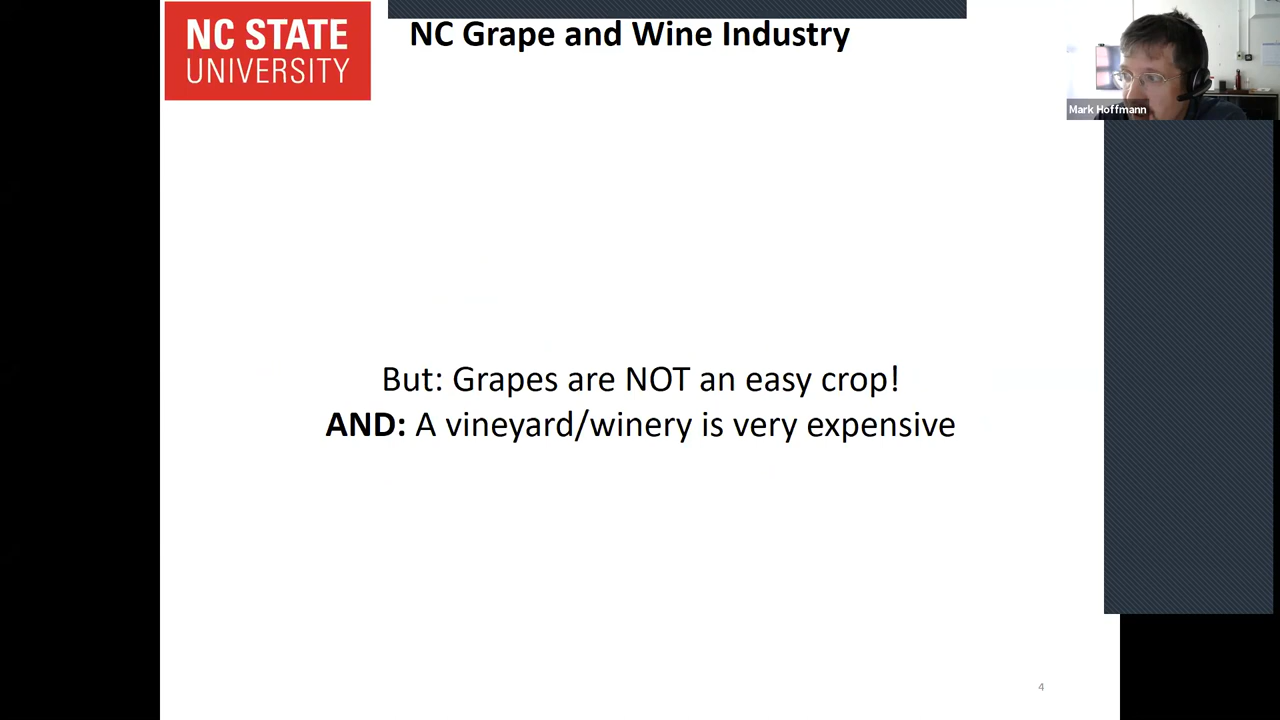 NC STATE
UNIVERSITY
NC Grape and Wine Industry
Mark Hoffmann
But: Grapes are NOT an easy crop!
AND: A vineyard/winery is very expensive
4